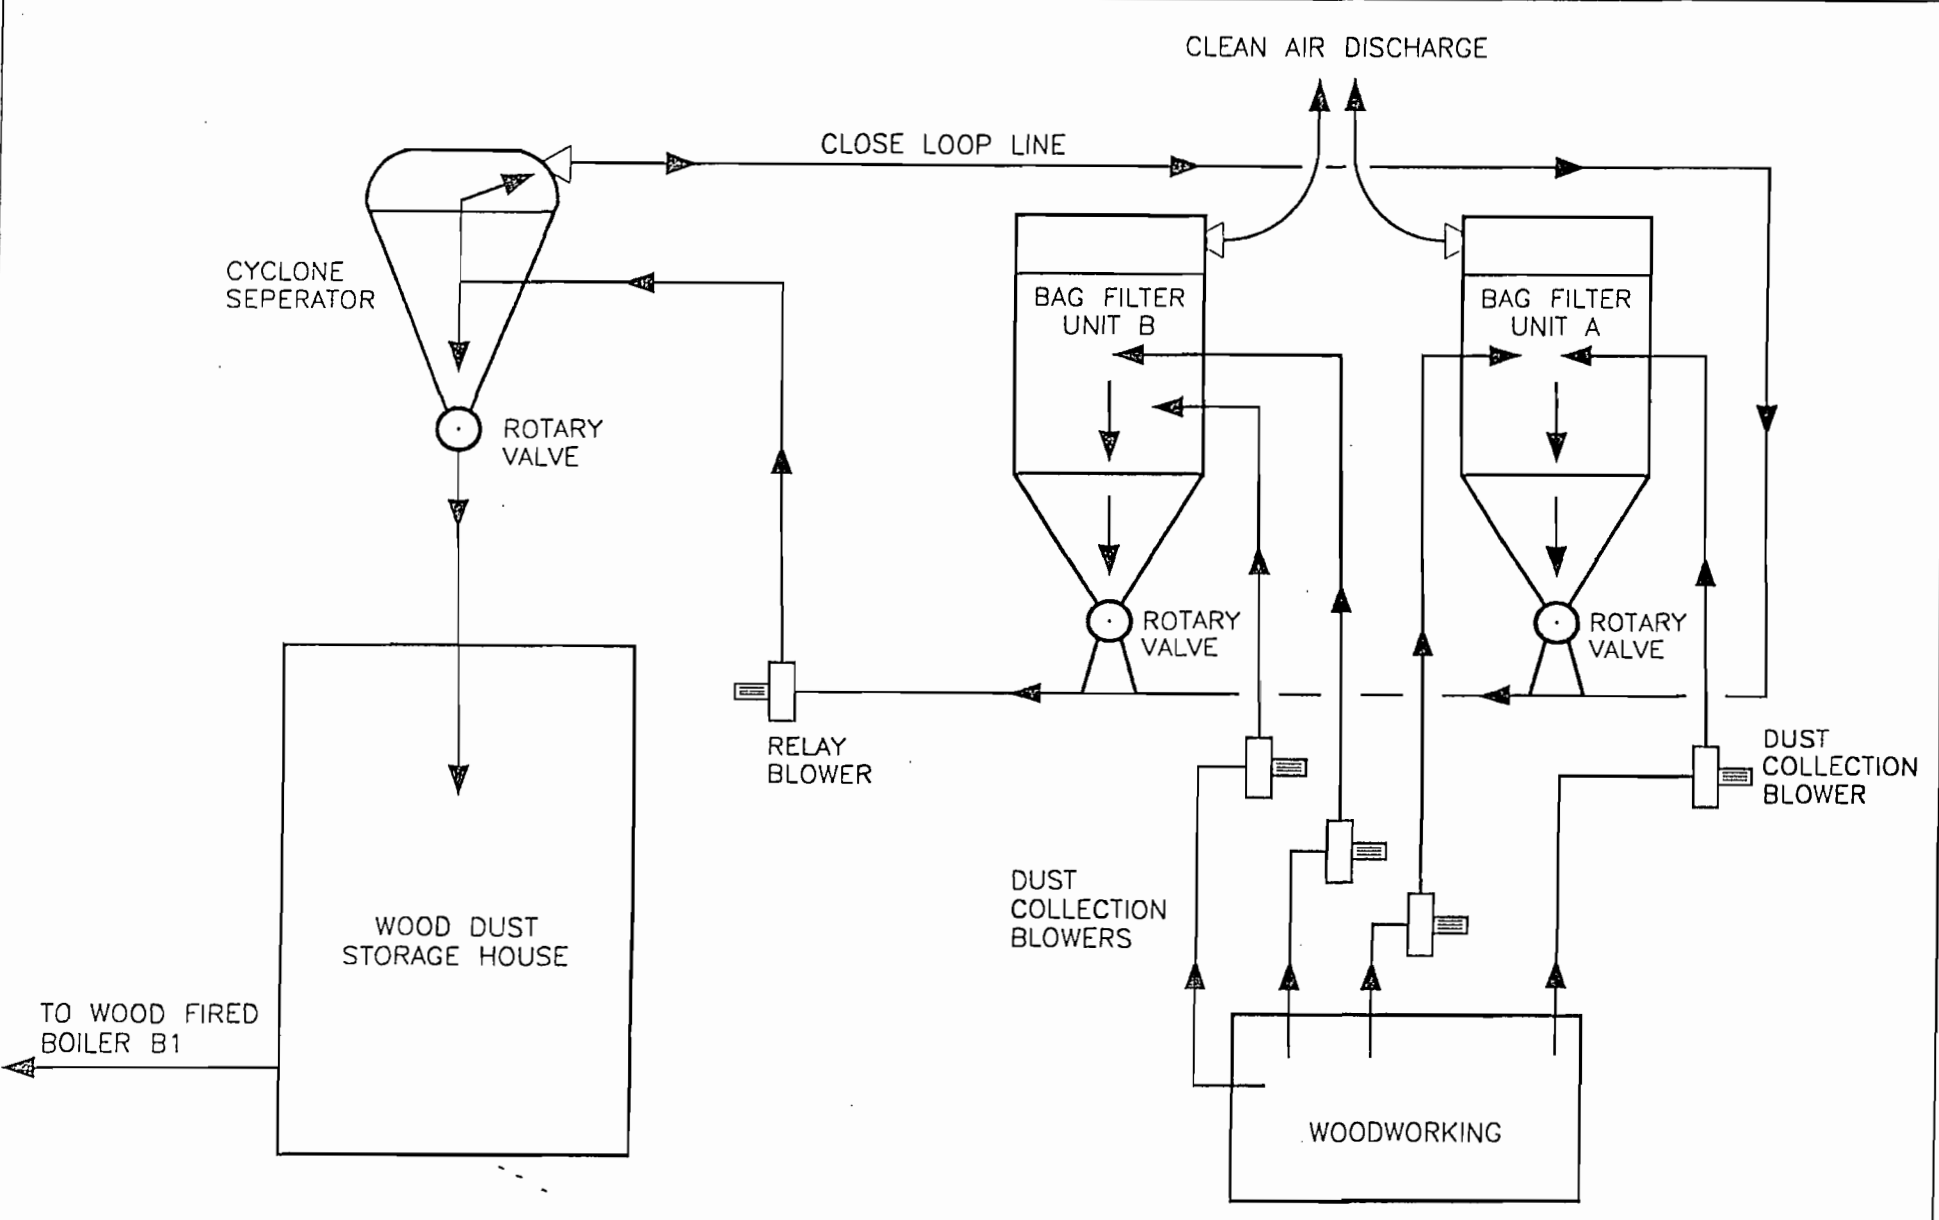 CLEAN AIR DISCHARGE
CLOSE LOOP LINE
CYCLONE
SEPERATOR
BAG FILTER
UNIT B
BAG FILTER
UNIT A
ROTARY
VALVE
ROTARY
VALVE
ROTARY
VALVE
RELAY
BLOWER
DUST
COLLECTION
BLOWER
DUST
COLLECTION
BLOWERS
WOOD DUST
STORAGE HOUSE
TO WOOD FIRED
BOILER B1
WOODWORKING